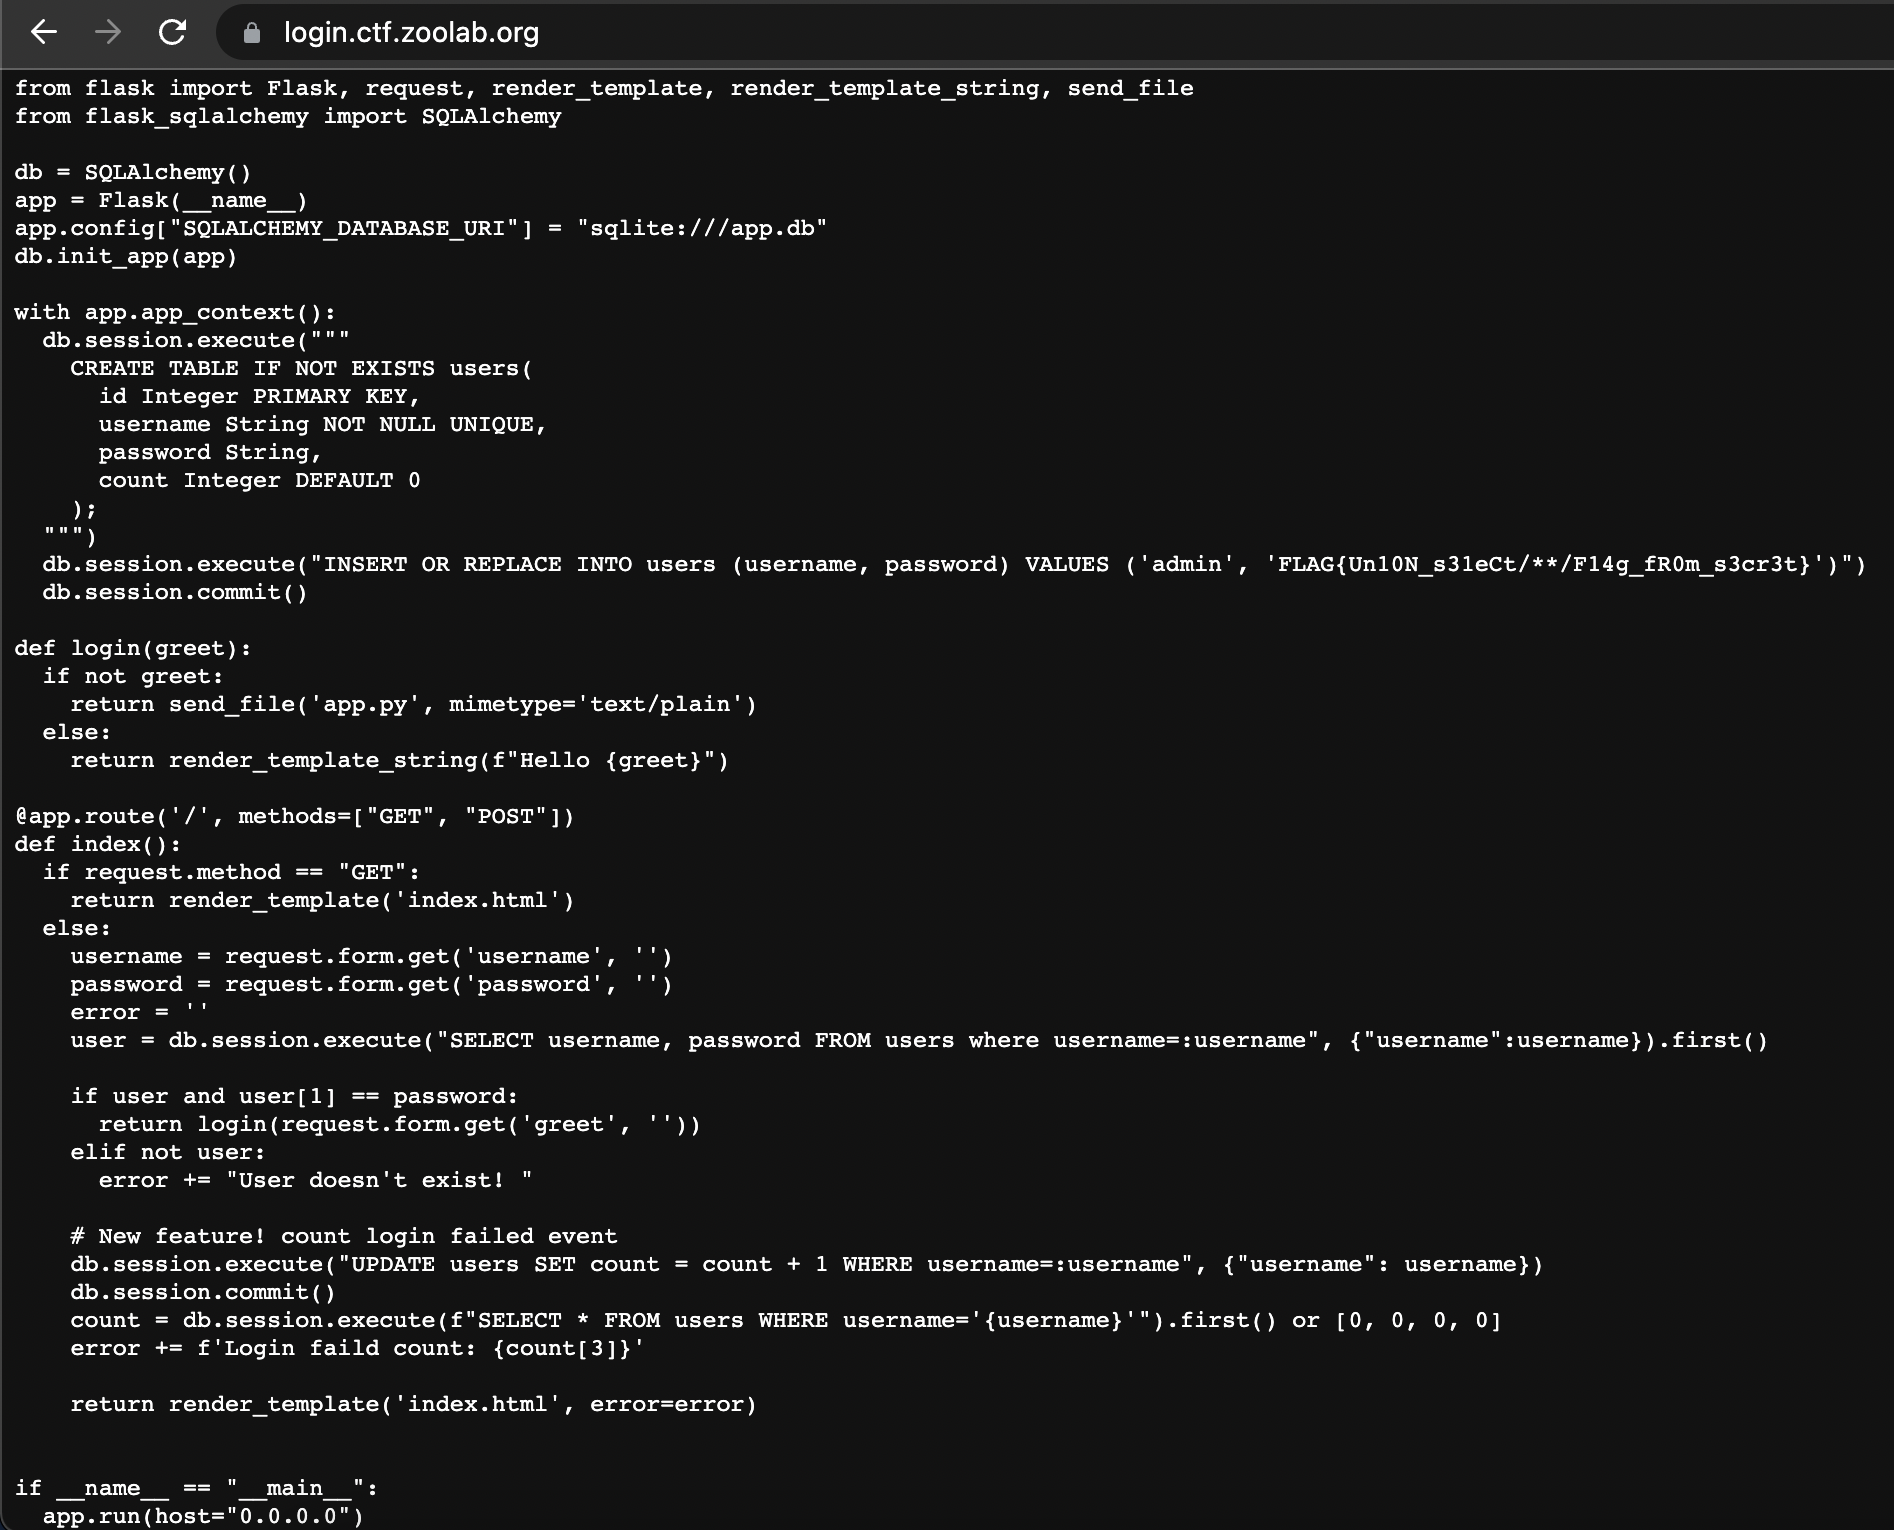 login.ctf.zoolab.org
from flask import Flask, request, render_template, render_template_string, send_file
from flask_sqlalchemy import SQLAlchemy
db = SQLAlchemy()
app = Flask(__name__)
app.config["SQLALCHEMY_DATABASE_URI"] = "sqlite:///app.db"
db.init_app(app)
with app.app_context():
  db.session.execute("""
    CREATE TABLE IF NOT EXISTS users(
      id Integer PRIMARY KEY,
      username String NOT NULL UNIQUE,
      password String,
      count Integer DEFAULT 0
    );
  """)
  db.session.execute("INSERT OR REPLACE INTO users (username, password) VALUES ('admin', 'FLAG{Un10N_s31eCt/**/F14g_fR0m_s3cr3t}')")
  db.session.commit()
def login(greet):
  if not greet:
    return send_file('app.py', mimetype='text/plain')
  else:
    return render_template_string(f"Hello {greet}")
@app.route('/', methods=["GET", "POST"])
def index():
  if request.method == "GET":
    return render_template('index.html')
  else:
    username = request.form.get('username', '')
    password = request.form.get('password', '')
    error = ''
    user = db.session.execute("SELECT username, password FROM users where username=:username", {"username":username}).first()
    if user and user[1] == password:
      return login(request.form.get('greet', ''))
    elif not user:
      error += "User doesn't exist! "
    # New feature! count login failed event
    db.session.execute("UPDATE users SET count = count + 1 WHERE username=:username", {"username": username})
    db.session.commit()
    count = db.session.execute(f"SELECT * FROM users WHERE username='{username}'").first() or [0, 0, 0, 0]
    error += f'Login faild count: {count[3]}'
    return render_template('index.html', error=error)
if __name__ == "__main__":
  app.run(host="0.0.0.0")